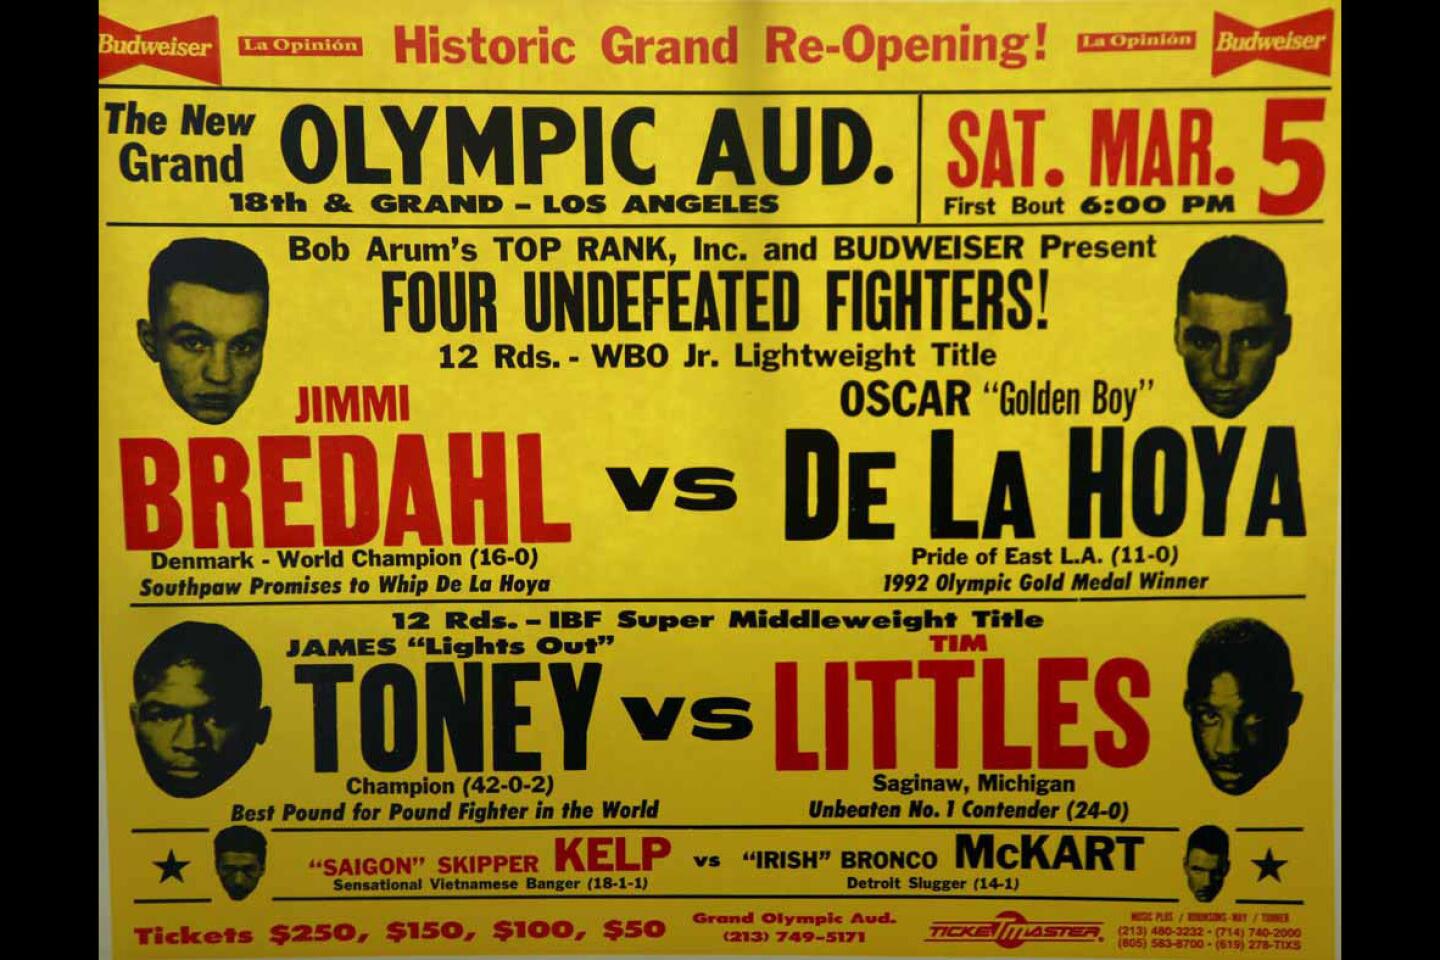 Budweiser La Opinión Historic Grand Re-Opening! La Opinión Budweiser
The New Grand OLYMPIC AUD.
18th & GRAND – LOS ANGELES
SAT. MAR. 5
First Bout 6:00 PM
Bob Arum's TOP RANK, Inc. and BUDWEISER Present
FOUR UNDEFEATED FIGHTERS!
12 Rds. - WBO Jr. Lightweight Title
JIMMI
BREDAHL
Denmark - World Champion (16-0)
Southpaw Promises to Whip De La Hoya
vs
OSCAR "Golden Boy"
DE LA HOYA
Pride of East L.A. (11-0)
1992 Olympic Gold Medal Winner
12 Rds. – IBF Super Middleweight Title
JAMES "Lights Out"
TONEY
Champion (42-0-2)
Best Pound for Pound Fighter in the World
vs
TIM
LITTLES
Saginaw, Michigan
Unbeaten No. 1 Contender (24-0)
"SAIGON" SKIPPER KELP vs "IRISH" BRONCO McKART
Sensational Vietnamese Banger (18-1-1)
Detroit Slugger (14-1)
Tickets $250, $150, $100, $50
Grand Olympic Aud.
(213) 749-5171
TICKETMASTER
MUSIC PLUS / ROBINSONS-MAY / TOWER
(213) 480-3232 · (714) 740-2000
(805) 583-8700 · (619) 278-TIXS